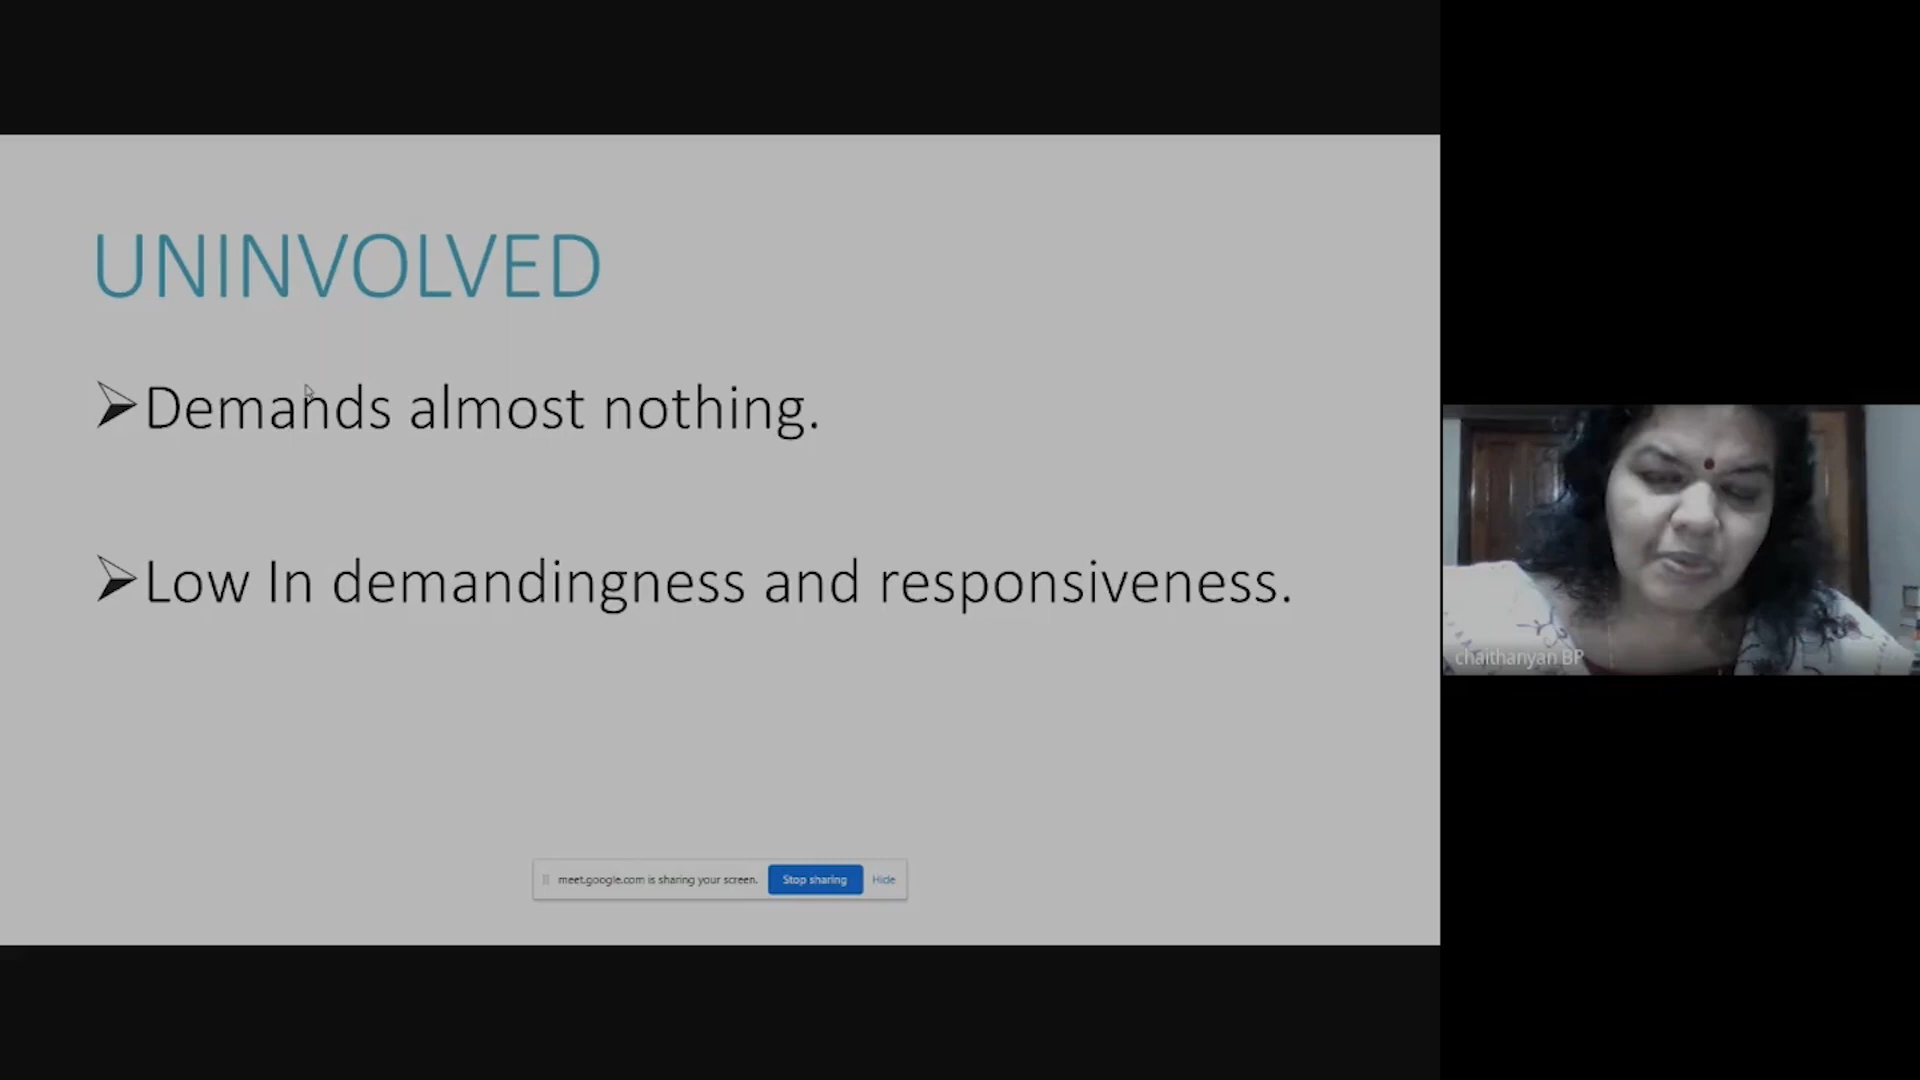 UNINVOLVED
Demands almost nothing.
Low In demandingness and responsiveness.
chaithanyan BP
meet.google.com is sharing your screen. Stop sharing Hide